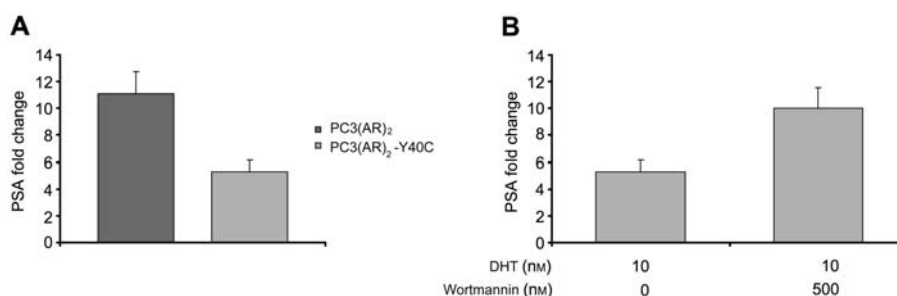 A
14
12
10
8
6
4
2
0
PSA fold change
PC3(AR)₂
PC3(AR)₂-Y40C
B
14
12
10
8
6
4
2
0
PSA fold change
DHT (nM) 10 10
Wortmannin (nM) 0 500